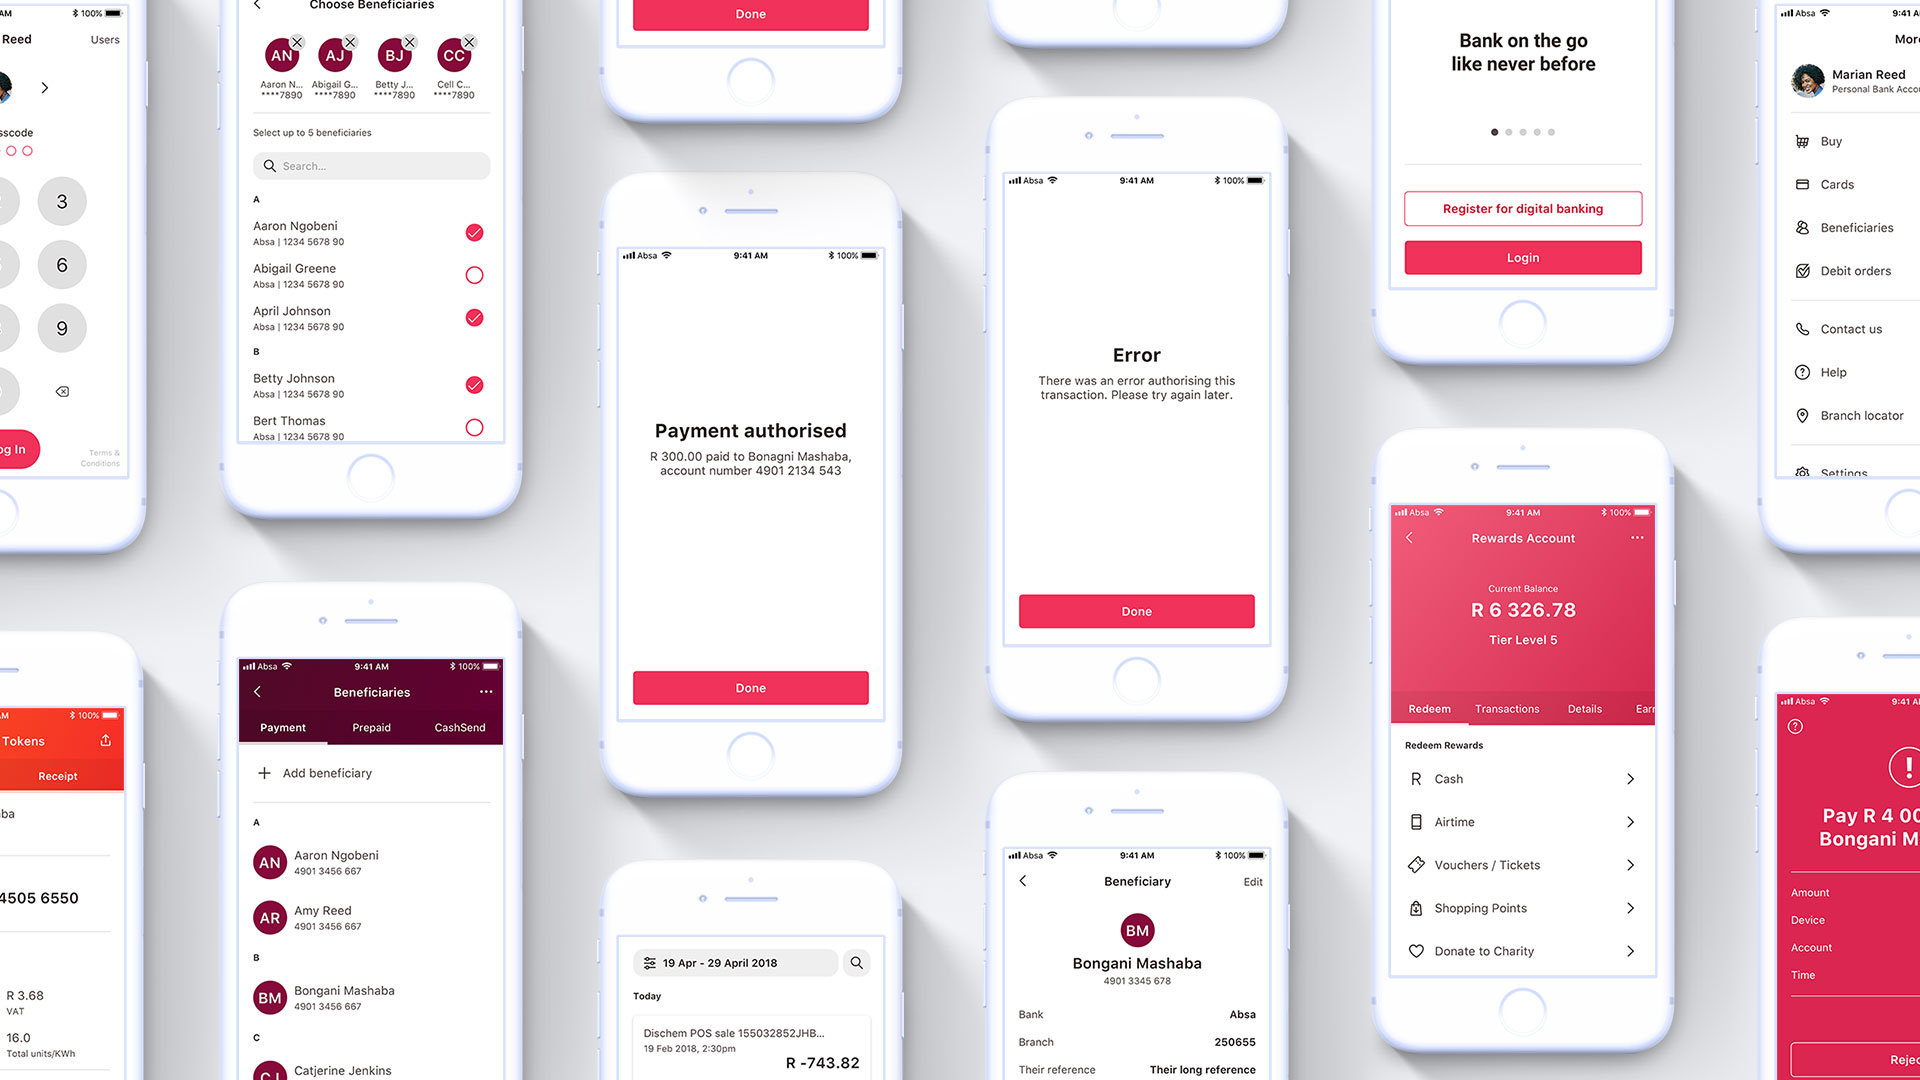 AM
100%
Reed
Users
sscode
3
6
9
og In
Terms &
Conditions
AM
100%
Tokens
Receipt
ba
4505 6550
R 3.68
VAT
16.0
Total units/KWh
Choose Beneficiaries
AN
AJ
BJ
CC
Aaron N...
Abigail G...
Betty J...
Cell C...
****7890
****7890
****7890
****7890
Select up to 5 beneficiaries
Search...
A
Aaron Ngobeni
Absa | 1234 5678 90
Abigail Greene
Absa | 1234 5678 90
April Johnson
Absa | 1234 5678 90
B
Betty Johnson
Absa | 1234 5678 90
Bert Thomas
Absa | 1234 5678 90
Absa
9:41 AM
100%
Beneficiaries
Payment
Prepaid
CashSend
Add beneficiary
A
AN
Aaron Ngobeni
4901 3456 667
AR
Amy Reed
4901 3456 667
B
BM
Bongani Mashaba
4901 3456 667
C
CJ
Catjerine Jenkins
Done
Absa
9:41 AM
100%
Payment authorised
R 300.00 paid to Bonagni Mashaba,
account number 4901 2134 543
Done
19 Apr - 29 April 2018
Today
Dischem POS sale 155032852JHB...
19 Feb 2018, 2:30pm
R -743.82
Absa
9:41 AM
100%
Error
There was an error authorising this
transaction. Please try again later.
Done
Absa
9:41 AM
100%
Beneficiary
Edit
BM
Bongani Mashaba
4901 3345 678
Bank
Absa
Branch
250655
Their reference
Their long reference
Bank on the go
like never before
Register for digital banking
Login
Absa
9:41 AM
100%
Rewards Account
Current Balance
R 6 326.78
Tier Level 5
Redeem
Transactions
Details
Earn
Redeem Rewards
R Cash
Airtime
Vouchers / Tickets
Shopping Points
Donate to Charity
Absa
9:41 A
More
Marian Reed
Personal Bank Accou
Buy
Cards
Beneficiaries
Debit orders
Contact us
Help
Branch locator
Settings
Absa
9:41 A
Pay R 4 00
Bongani M
Amount
Device
Account
Time
Rejec